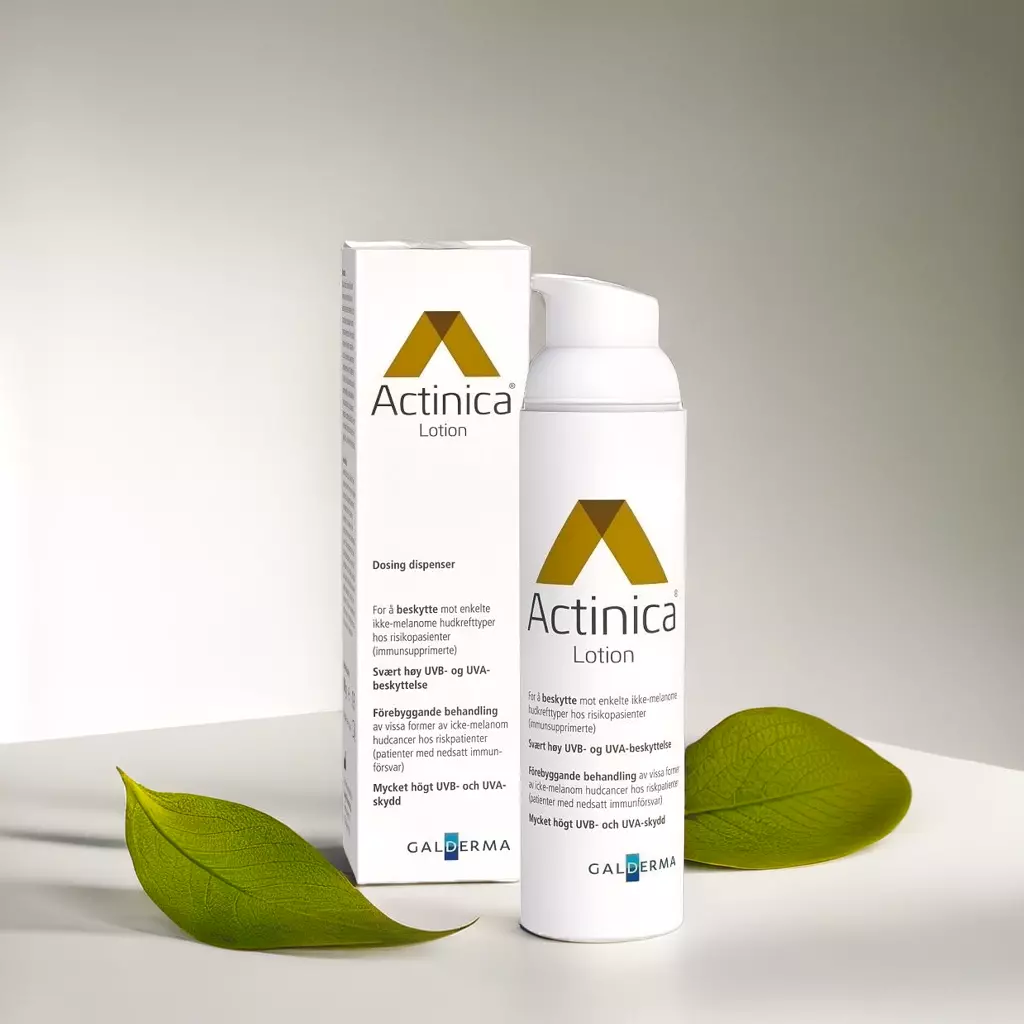 Actinica®
Lotion
Dosing dispenser
For å beskytte mot enkelte
ikke-melanome hudkrefttyper
hos risikopasienter
(immunsupprimerte)
Svært høy UVB- og UVA-
beskyttelse
Förebyggande behandling
av vissa former av icke-melanom
hudcancer hos riskpatienter
(patienter med nedsatt immun-
försvar)
Mycket högt UVB- och UVA-
skydd
GALDERMA
Actinica®
Lotion
For å beskytte mot enkelte ikke-melanome
hudkrefttyper hos risikopasienter
(immunsupprimerte)
Svært høy UVB- og UVA-beskyttelse
Förebyggande behandling av vissa former
av icke-melanom hudcancer hos riskpatienter
(patienter med nedsatt immunförsvar)
Mycket högt UVB- och UVA-skydd
GALDERMA